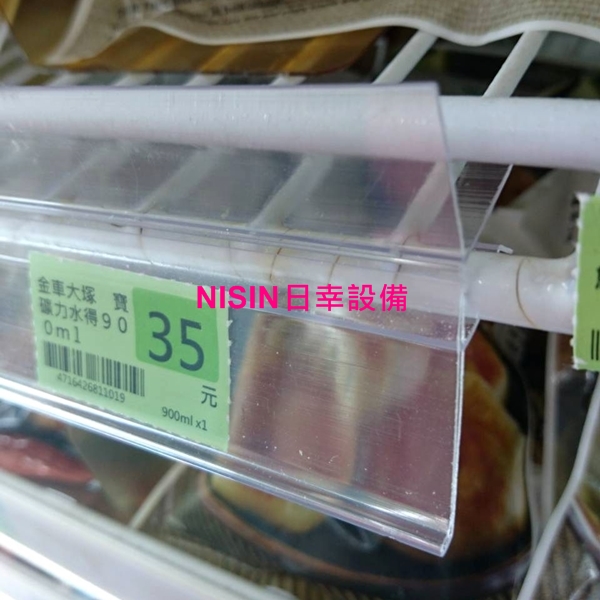 金車大塚　寶
礦力水得９０
０ｍｌ
35
元
4716426811019
900ml x1
NISIN日幸設備